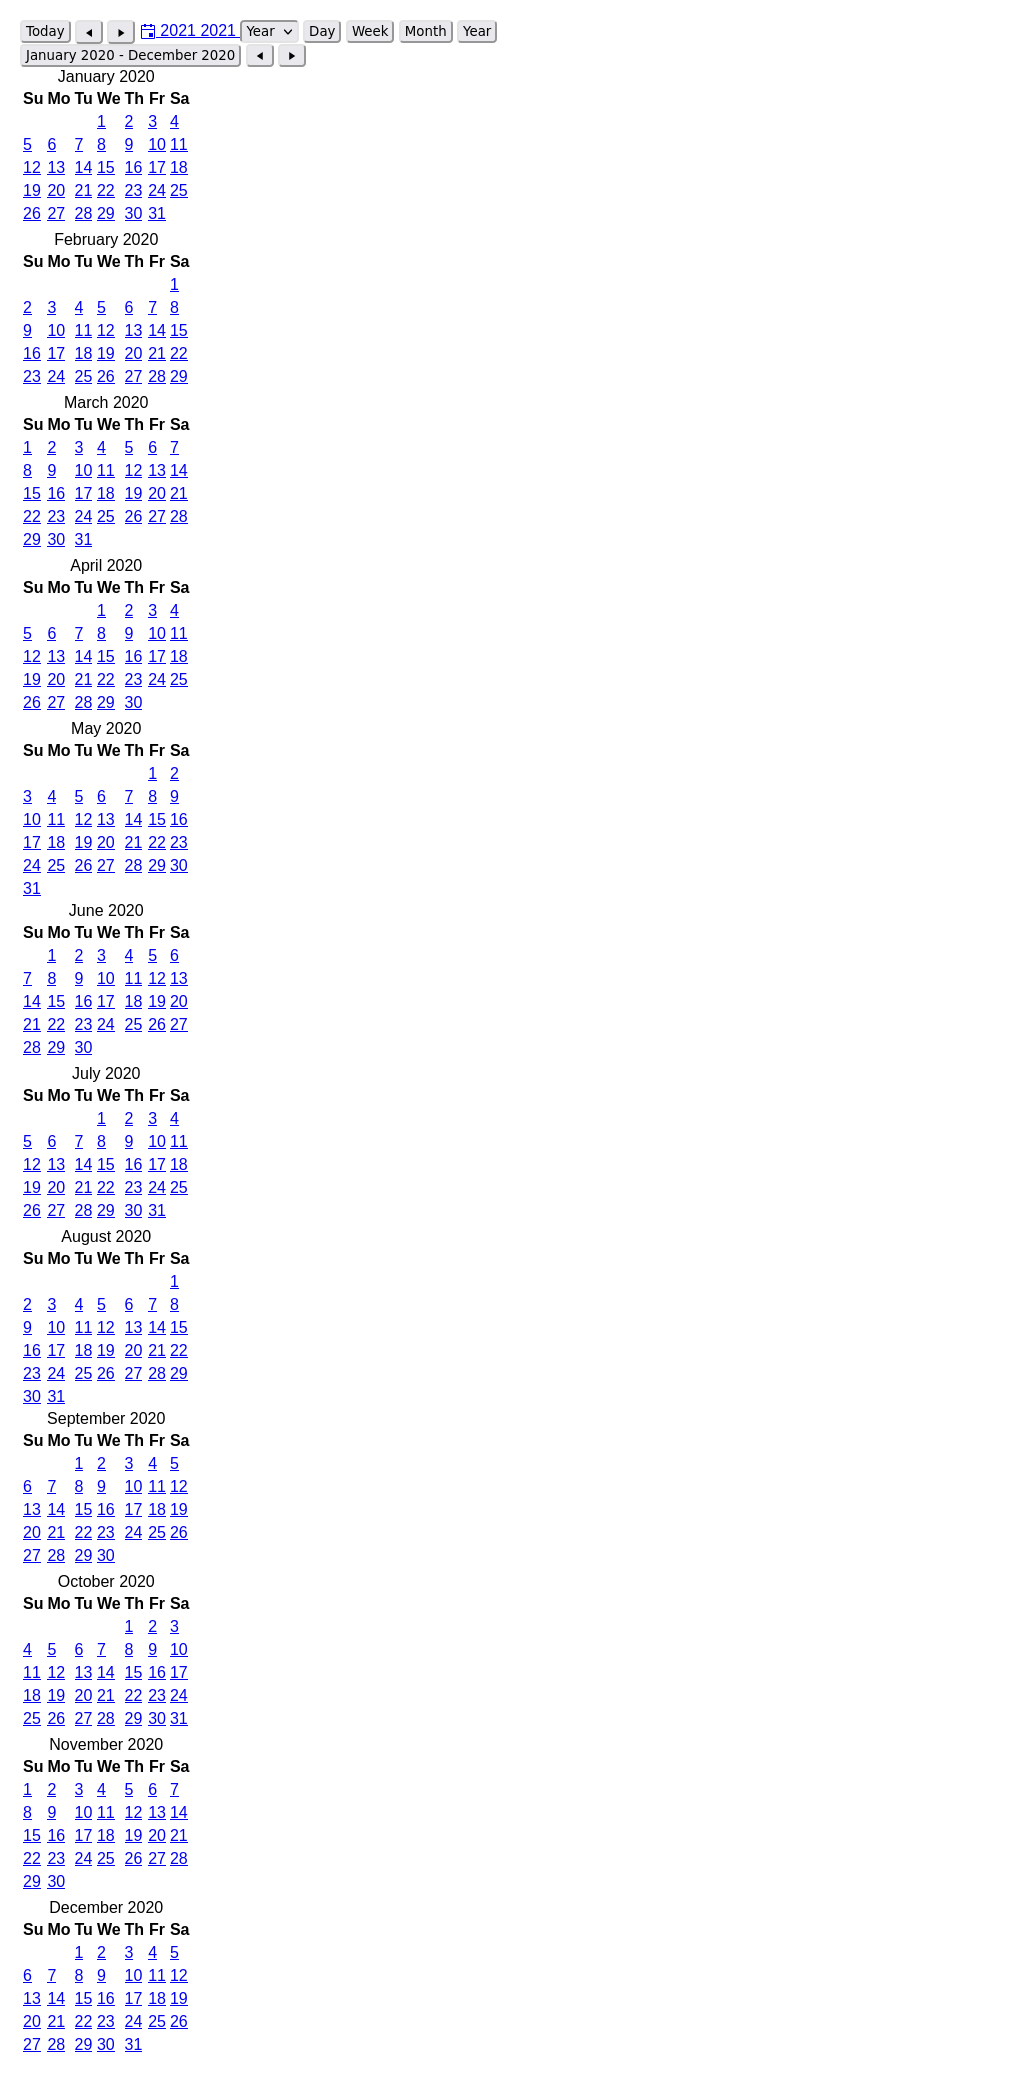 Today ◄ ► 2021 2021 Year Day Week Month Year
January 2020 - December 2020 ◄ ►
January 2020
Su Mo Tu We Th Fr Sa
1 2 3 4
5 6 7 8 9 10 11
12 13 14 15 16 17 18
19 20 21 22 23 24 25
26 27 28 29 30 31
February 2020
Su Mo Tu We Th Fr Sa
1
2 3 4 5 6 7 8
9 10 11 12 13 14 15
16 17 18 19 20 21 22
23 24 25 26 27 28 29
March 2020
Su Mo Tu We Th Fr Sa
1 2 3 4 5 6 7
8 9 10 11 12 13 14
15 16 17 18 19 20 21
22 23 24 25 26 27 28
29 30 31
April 2020
Su Mo Tu We Th Fr Sa
1 2 3 4
5 6 7 8 9 10 11
12 13 14 15 16 17 18
19 20 21 22 23 24 25
26 27 28 29 30
May 2020
Su Mo Tu We Th Fr Sa
1 2
3 4 5 6 7 8 9
10 11 12 13 14 15 16
17 18 19 20 21 22 23
24 25 26 27 28 29 30
31
June 2020
Su Mo Tu We Th Fr Sa
1 2 3 4 5 6
7 8 9 10 11 12 13
14 15 16 17 18 19 20
21 22 23 24 25 26 27
28 29 30
July 2020
Su Mo Tu We Th Fr Sa
1 2 3 4
5 6 7 8 9 10 11
12 13 14 15 16 17 18
19 20 21 22 23 24 25
26 27 28 29 30 31
August 2020
Su Mo Tu We Th Fr Sa
1
2 3 4 5 6 7 8
9 10 11 12 13 14 15
16 17 18 19 20 21 22
23 24 25 26 27 28 29
30 31
September 2020
Su Mo Tu We Th Fr Sa
1 2 3 4 5
6 7 8 9 10 11 12
13 14 15 16 17 18 19
20 21 22 23 24 25 26
27 28 29 30
October 2020
Su Mo Tu We Th Fr Sa
1 2 3
4 5 6 7 8 9 10
11 12 13 14 15 16 17
18 19 20 21 22 23 24
25 26 27 28 29 30 31
November 2020
Su Mo Tu We Th Fr Sa
1 2 3 4 5 6 7
8 9 10 11 12 13 14
15 16 17 18 19 20 21
22 23 24 25 26 27 28
29 30
December 2020
Su Mo Tu We Th Fr Sa
1 2 3 4 5
6 7 8 9 10 11 12
13 14 15 16 17 18 19
20 21 22 23 24 25 26
27 28 29 30 31